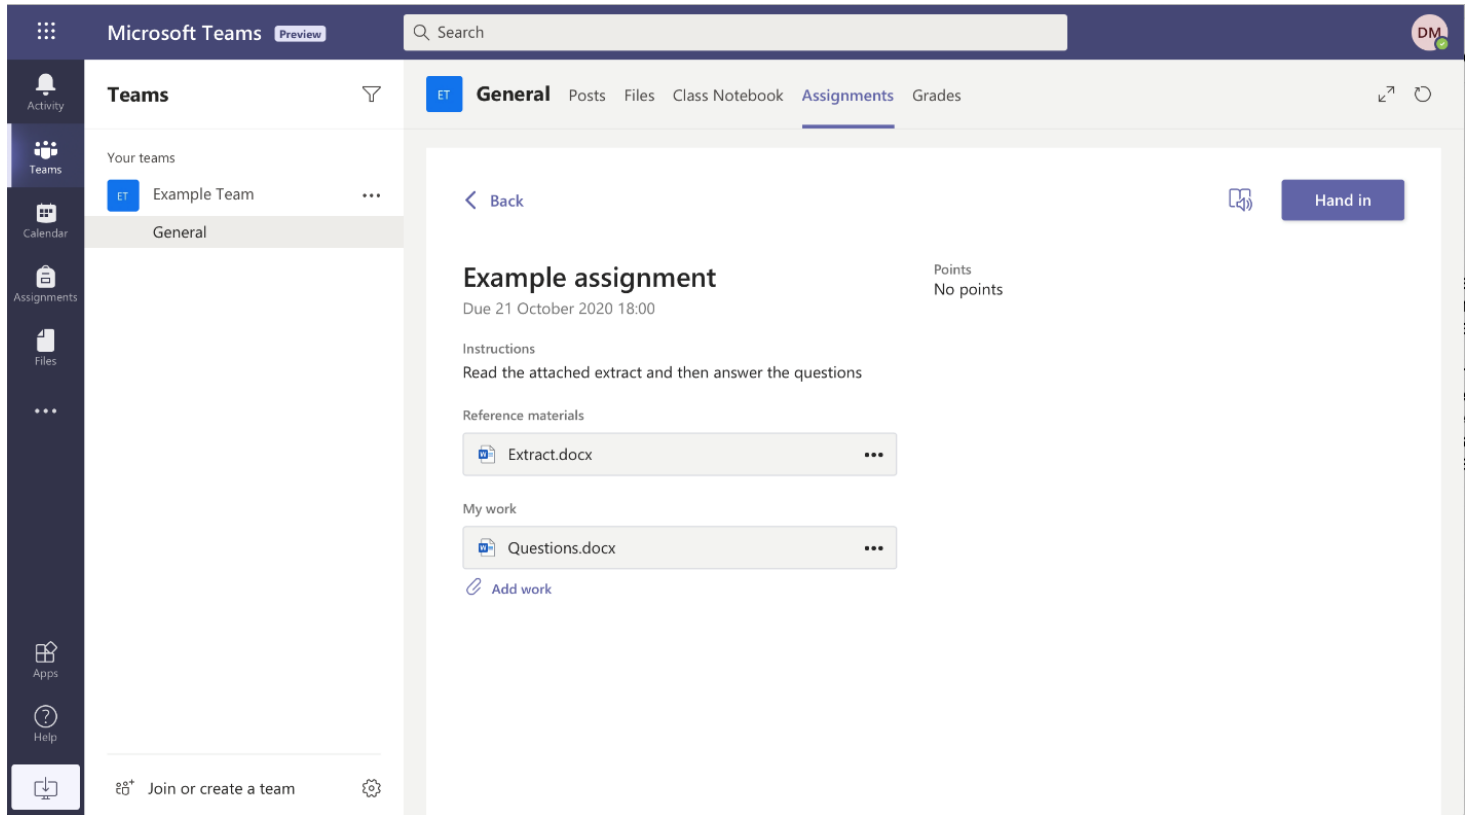 Microsoft Teams Preview
Search
DM
Activity
Teams
Calendar
Assignments
Files
Apps
Help
Teams
Your teams
ET Example Team
General
Join or create a team
ET General Posts Files Class Notebook Assignments Grades
Back
Hand in
Example assignment
Due 21 October 2020 18:00
Points
No points
Instructions
Read the attached extract and then answer the questions
Reference materials
Extract.docx
My work
Questions.docx
Add work